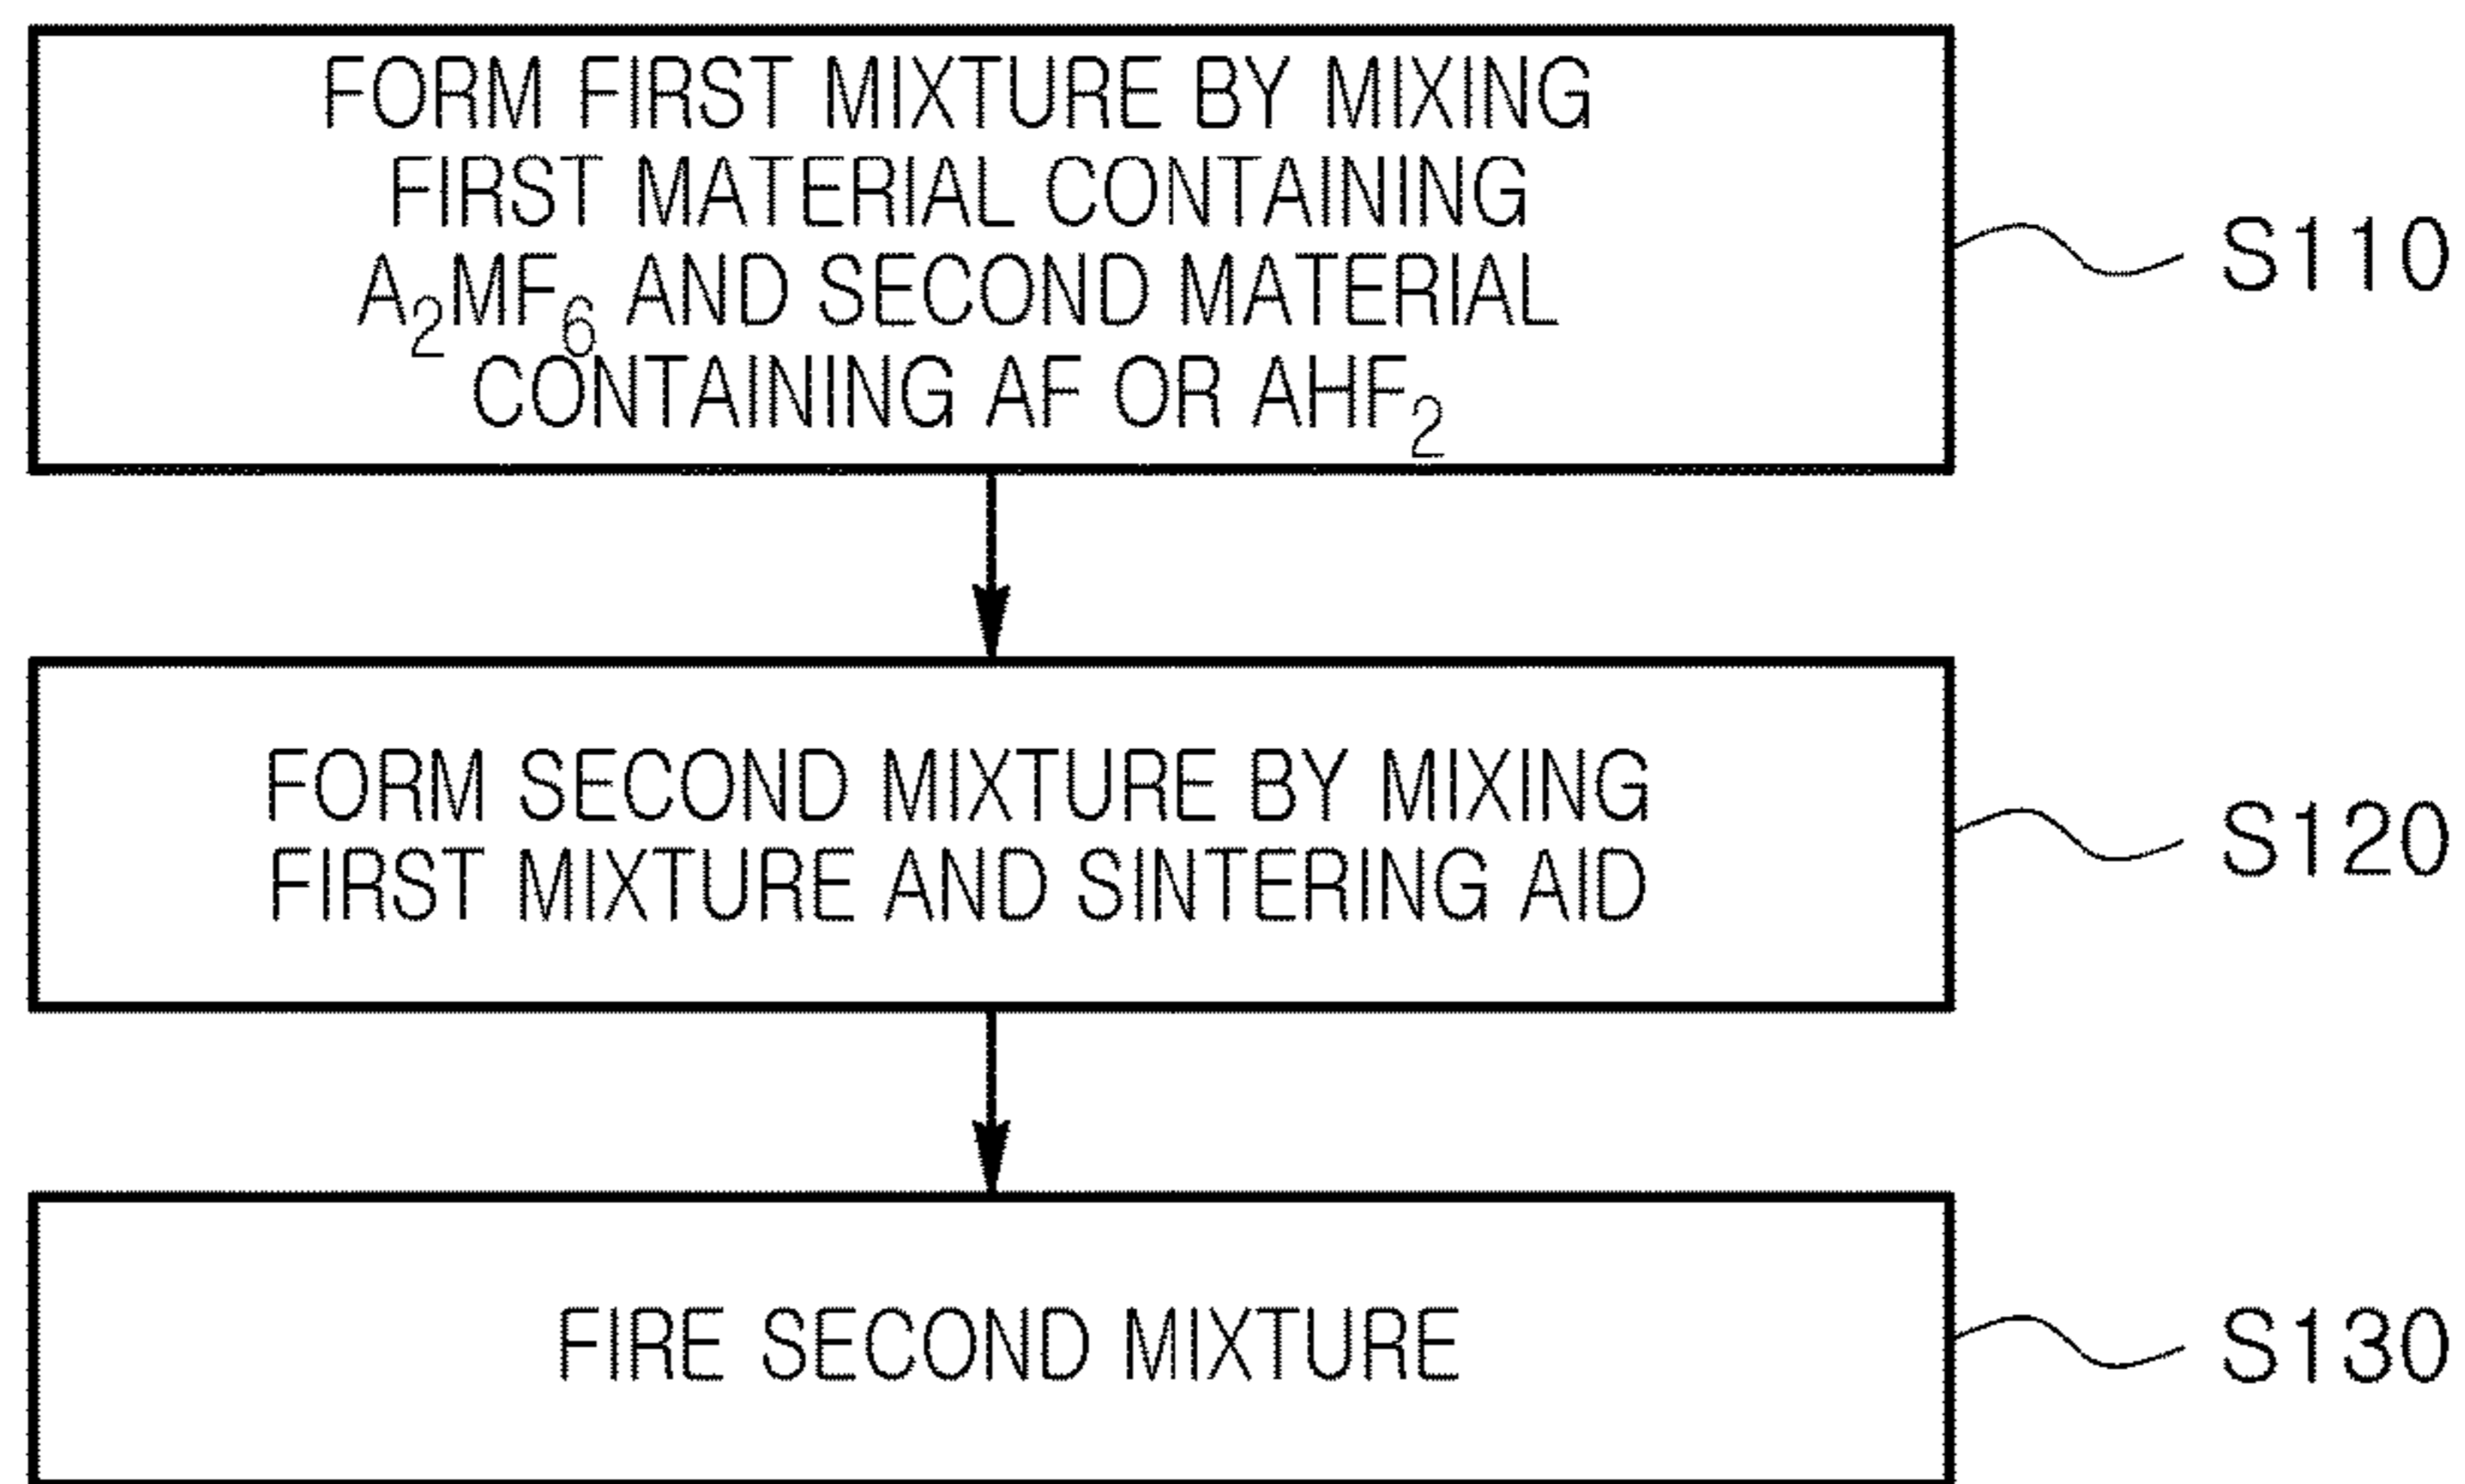 FORM FIRST MIXTURE BY MIXING
FIRST MATERIAL CONTAINING
A₂MF₆ AND SECOND MATERIAL
CONTAINING AF OR AHF₂
S110
FORM SECOND MIXTURE BY MIXING
FIRST MIXTURE AND SINTERING AID
S120
FIRE SECOND MIXTURE
S130